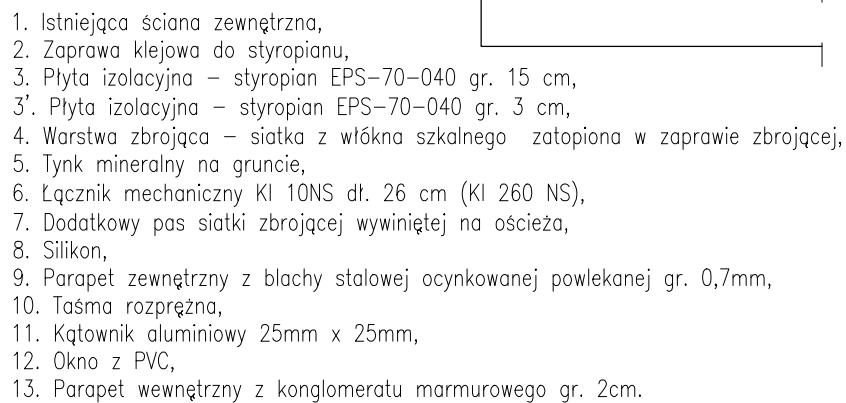 1. Istniejąca ściana zewnętrzna,
2. Zaprawa klejowa do styropianu,
3. Płyta izolacyjna – styropian EPS–70–040 gr. 15 cm,
3'. Płyta izolacyjna – styropian EPS–70–040 gr. 3 cm,
4. Warstwa zbrojąca – siatka z włókna szkalnego zatopiona w zaprawie zbrojącej,
5. Tynk mineralny na gruncie,
6. Łącznik mechaniczny KI 10NS dł. 26 cm (KI 260 NS),
7. Dodatkowy pas siatki zbrojącej wywiniętej na ościeża,
8. Silikon,
9. Parapet zewnętrzny z blachy stalowej ocynkowanej powlekanej gr. 0,7mm,
10. Taśma rozprężna,
11. Kątownik aluminiowy 25mm x 25mm,
12. Okno z PVC,
13. Parapet wewnętrzny z konglomeratu marmurowego gr. 2cm.